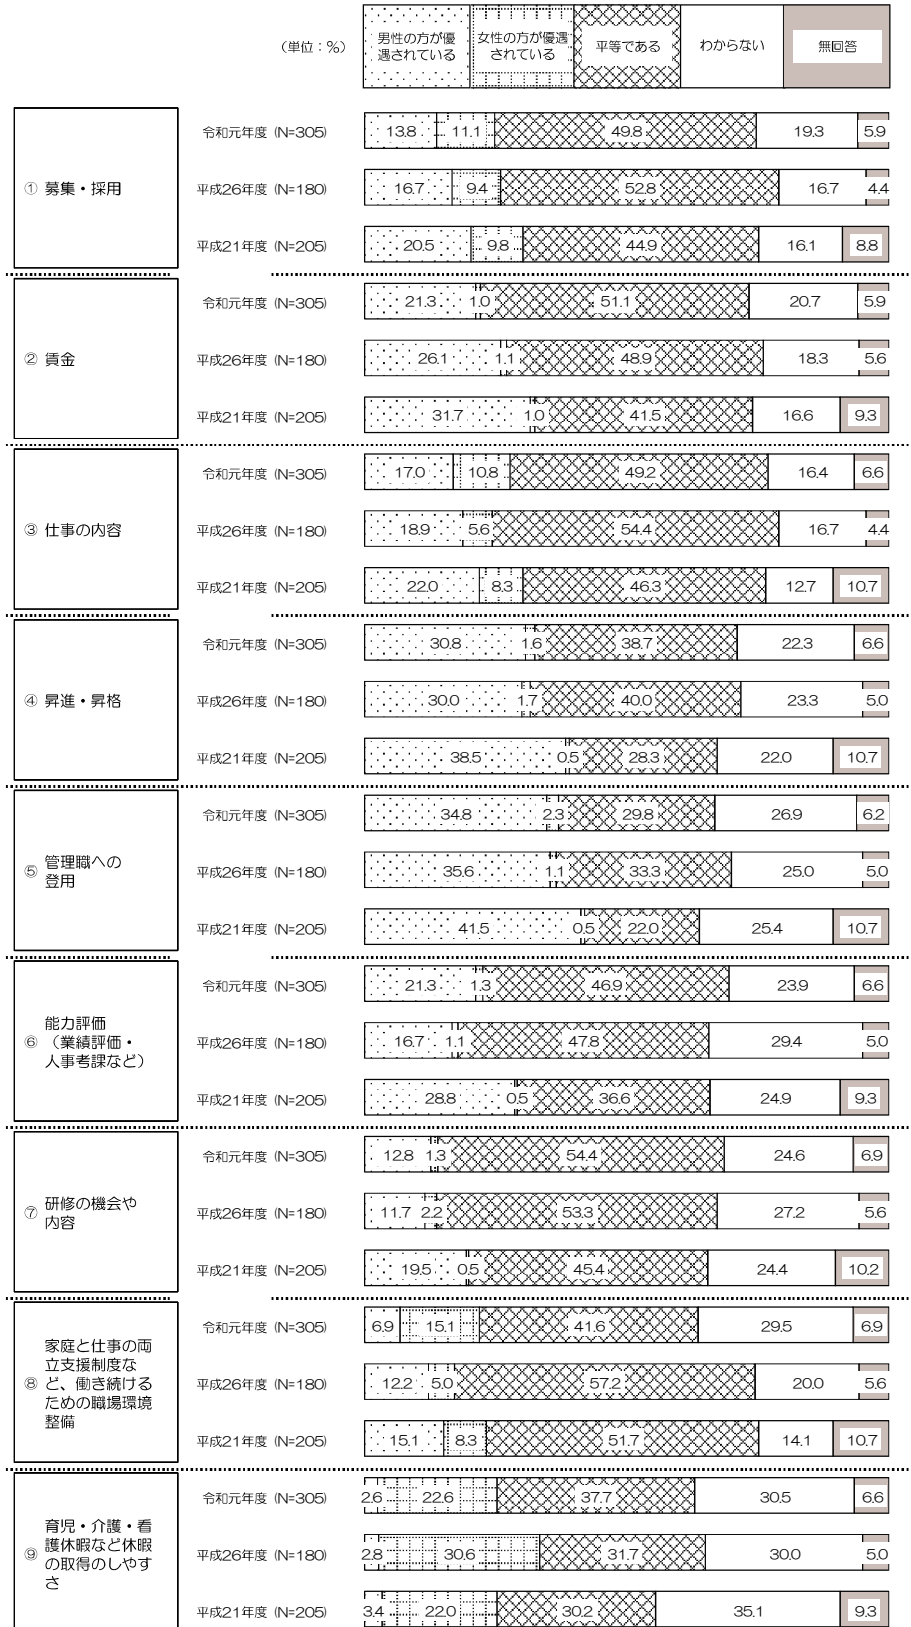 (単位：%)
男性の方が優
遇されている
女性の方が優遇
されている
平等である
わからない
無回答
① 募集・採用
令和元年度 (N=305) 13.8 11.1 49.8 19.3 5.9
平成26年度 (N=180) 16.7 9.4 52.8 16.7 4.4
平成21年度 (N=205) 20.5 9.8 44.9 16.1 8.8
② 賃金
令和元年度 (N=305) 21.3 1.0 51.1 20.7 5.9
平成26年度 (N=180) 26.1 1.1 48.9 18.3 5.6
平成21年度 (N=205) 31.7 1.0 41.5 16.6 9.3
③ 仕事の内容
令和元年度 (N=305) 17.0 10.8 49.2 16.4 6.6
平成26年度 (N=180) 18.9 5.6 54.4 16.7 4.4
平成21年度 (N=205) 22.0 8.3 46.3 12.7 10.7
④ 昇進・昇格
令和元年度 (N=305) 30.8 1.6 38.7 22.3 6.6
平成26年度 (N=180) 30.0 1.7 40.0 23.3 5.0
平成21年度 (N=205) 38.5 0.5 28.3 22.0 10.7
⑤ 管理職への
登用
令和元年度 (N=305) 34.8 2.3 29.8 26.9 6.2
平成26年度 (N=180) 35.6 1.1 33.3 25.0 5.0
平成21年度 (N=205) 41.5 0.5 22.0 25.4 10.7
⑥ 能力評価
（業績評価・
人事考課など）
令和元年度 (N=305) 21.3 1.3 46.9 23.9 6.6
平成26年度 (N=180) 16.7 1.1 47.8 29.4 5.0
平成21年度 (N=205) 28.8 0.5 36.6 24.9 9.3
⑦ 研修の機会や
内容
令和元年度 (N=305) 12.8 1.3 54.4 24.6 6.9
平成26年度 (N=180) 11.7 2.2 53.3 27.2 5.6
平成21年度 (N=205) 19.5 0.5 45.4 24.4 10.2
⑧ 家庭と仕事の両
立支援制度な
ど、働き続ける
ための職場環境
整備
令和元年度 (N=305) 6.9 15.1 41.6 29.5 6.9
平成26年度 (N=180) 12.2 5.0 57.2 20.0 5.6
平成21年度 (N=205) 15.1 8.3 51.7 14.1 10.7
⑨ 育児・介護・看
護休暇など休暇
の取得のしやす
さ
令和元年度 (N=305) 2.6 22.6 37.7 30.5 6.6
平成26年度 (N=180) 2.8 30.6 31.7 30.0 5.0
平成21年度 (N=205) 3.4 22.0 30.2 35.1 9.3